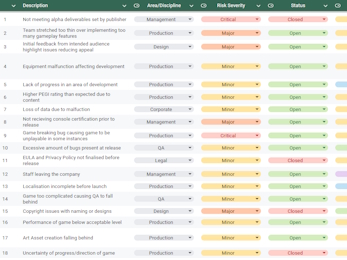 Description Area/Discipline Risk Severity Status
1 Not meeting alpha deliverables set by publisher Management Critical Closed
2 Team stretched too thin over implementing too
many gameplay features Production Major Open
3 Initial feedback from intended audience
highlight issues reducing appeal Design Major Open
4 Equipment malfunction affecting development Production Minor Open
5 Lack of progress in an area of development Production Minor Open
6 Higher PEGI rating than expected due to
content Production Minor Open
7 Loss of data due to malfuction Corporate Minor Open
8 Not recieving console certification prior to
release Management Major Open
9 Game breaking bug causing game to be
unplayable in some instances Production Critical Open
10 Excessive amount of bugs present at release QA Minor Open
11 EULA and Privacy Policy not finalised before
release Legal Minor Closed
12 Staff leaving the company Management Minor Open
13 Localisation incomplete before launch Production Minor Open
14 Game too complicated causing QA to fall
behind QA Minor Open
15 Copyright issues with naming or designs Design Major Closed
16 Performance of game below acceptable level Production Minor Open
17 Art Asset creation falling behind Production Minor Open
18 Uncertainty of progress/direction of game Production Minor Closed